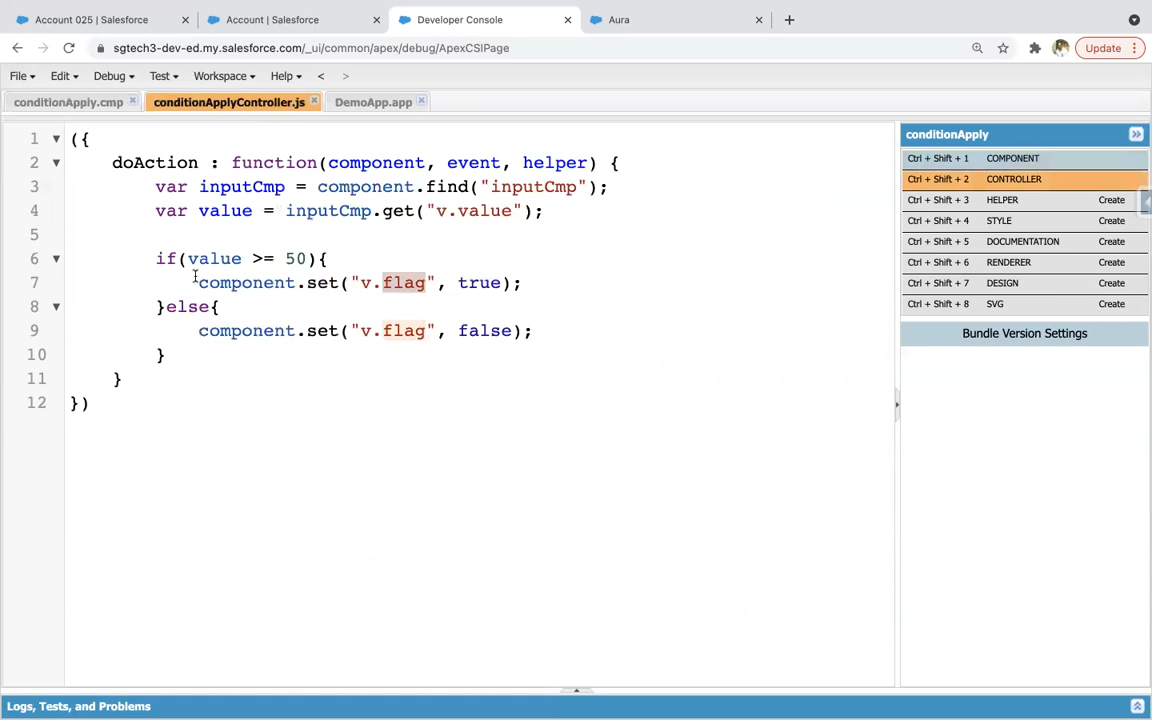 Account 025 | Salesforce
Account | Salesforce
Developer Console
Aura
sgtech3-dev-ed.my.salesforce.com/_ui/common/apex/debug/ApexCSIPage
Update
File Edit Debug Test Workspace Help < >
conditionApply.cmp
conditionApplyController.js
DemoApp.app
1 ({
2 doAction : function(component, event, helper) {
3 var inputCmp = component.find("inputCmp");
4 var value = inputCmp.get("v.value");
5
6 if(value >= 50){
7 component.set("v.flag", true);
8 }else{
9 component.set("v.flag", false);
10 }
11 }
12 })
conditionApply
Ctrl + Shift + 1 COMPONENT
Ctrl + Shift + 2 CONTROLLER
Ctrl + Shift + 3 HELPER Create
Ctrl + Shift + 4 STYLE Create
Ctrl + Shift + 5 DOCUMENTATION Create
Ctrl + Shift + 6 RENDERER Create
Ctrl + Shift + 7 DESIGN Create
Ctrl + Shift + 8 SVG Create
Bundle Version Settings
Logs, Tests, and Problems